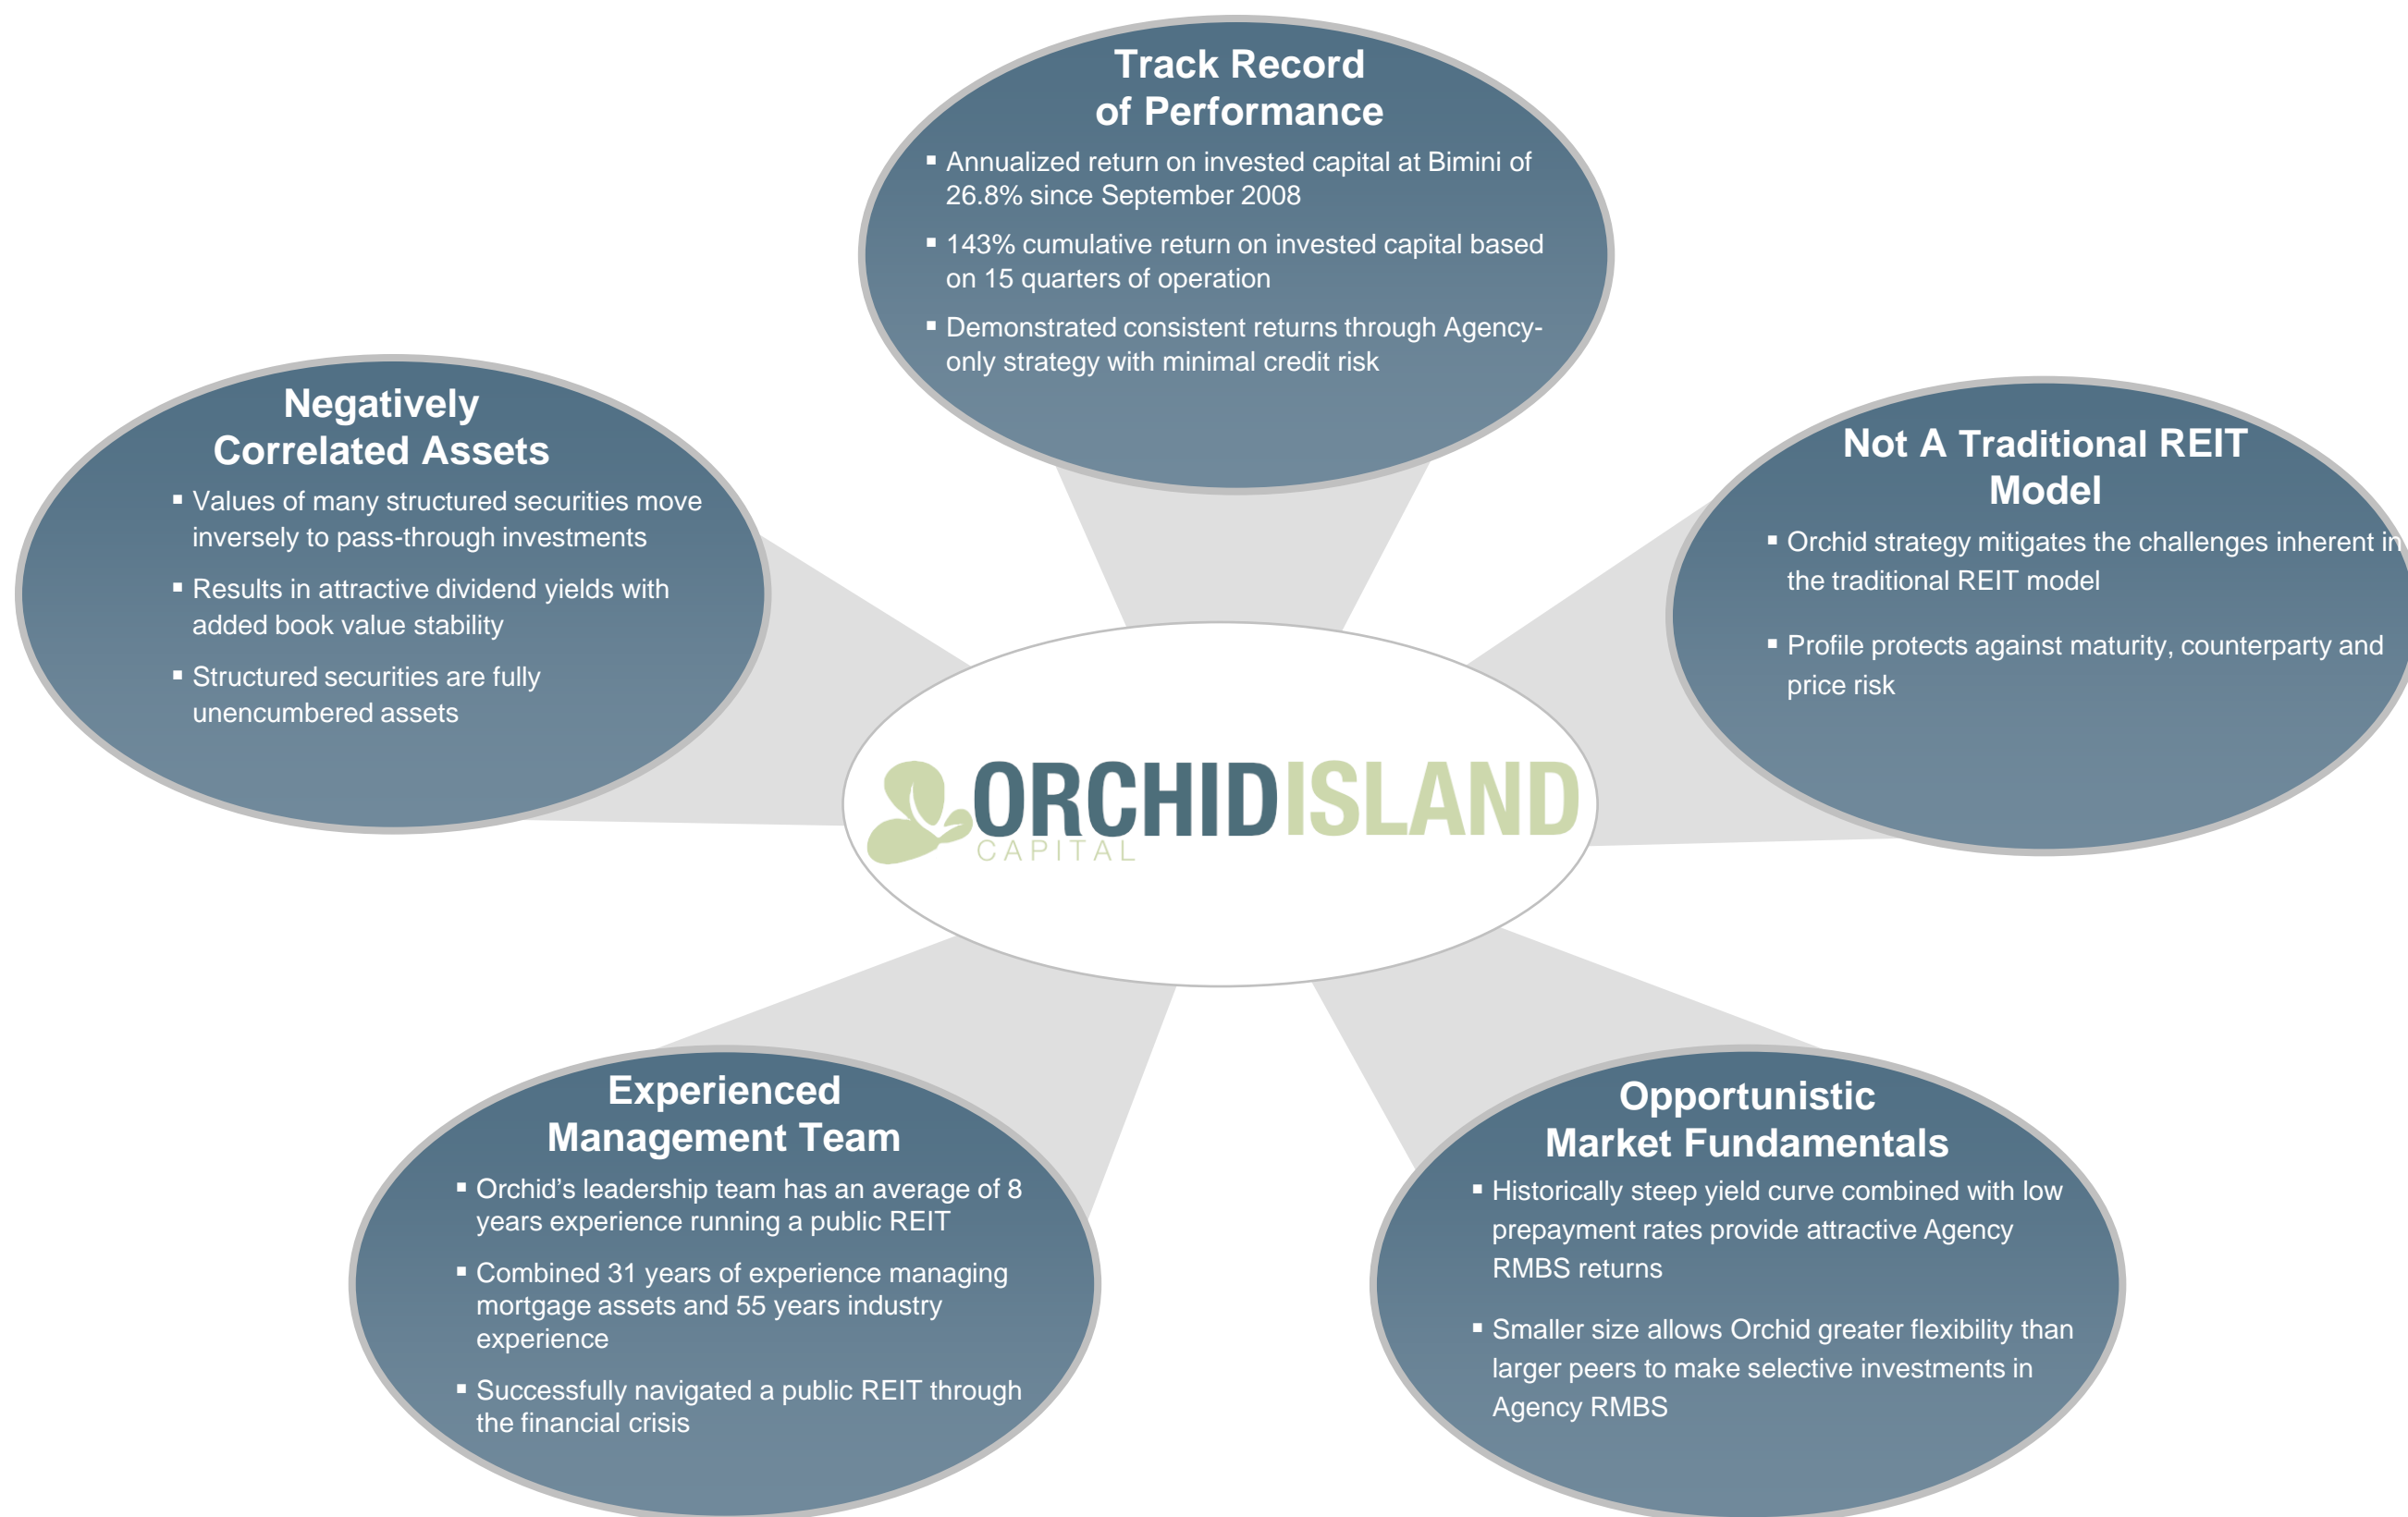 Track Record
of Performance
▪ Annualized return on invested capital at Bimini of
26.8% since September 2008
▪ 143% cumulative return on invested capital based
on 15 quarters of operation
▪ Demonstrated consistent returns through Agency-
only strategy with minimal credit risk
Negatively
Correlated Assets
▪ Values of many structured securities move
inversely to pass-through investments
▪ Results in attractive dividend yields with
added book value stability
▪ Structured securities are fully
unencumbered assets
Not A Traditional REIT
Model
▪ Orchid strategy mitigates the challenges inherent in
the traditional REIT model
▪ Profile protects against maturity, counterparty and
price risk
ORCHIDISLAND
CAPITAL
Experienced
Management Team
▪ Orchid’s leadership team has an average of 8
years experience running a public REIT
▪ Combined 31 years of experience managing
mortgage assets and 55 years industry
experience
▪ Successfully navigated a public REIT through
the financial crisis
Opportunistic
Market Fundamentals
▪ Historically steep yield curve combined with low
prepayment rates provide attractive Agency
RMBS returns
▪ Smaller size allows Orchid greater flexibility than
larger peers to make selective investments in
Agency RMBS